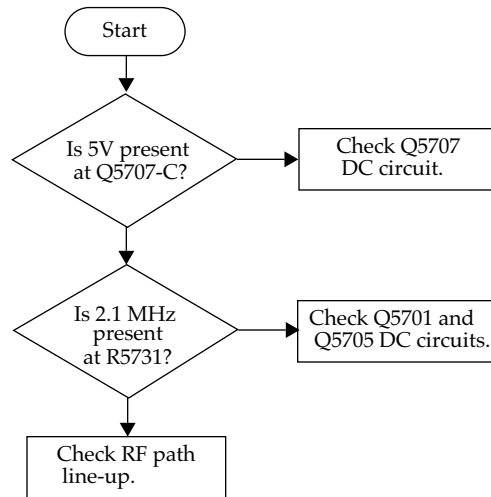 Start
Is 5V present
at Q5707-C?
Check Q5707
DC circuit.
Is 2.1 MHz
present
at R5731?
Check Q5701 and
Q5705 DC circuits.
Check RF path
line-up.